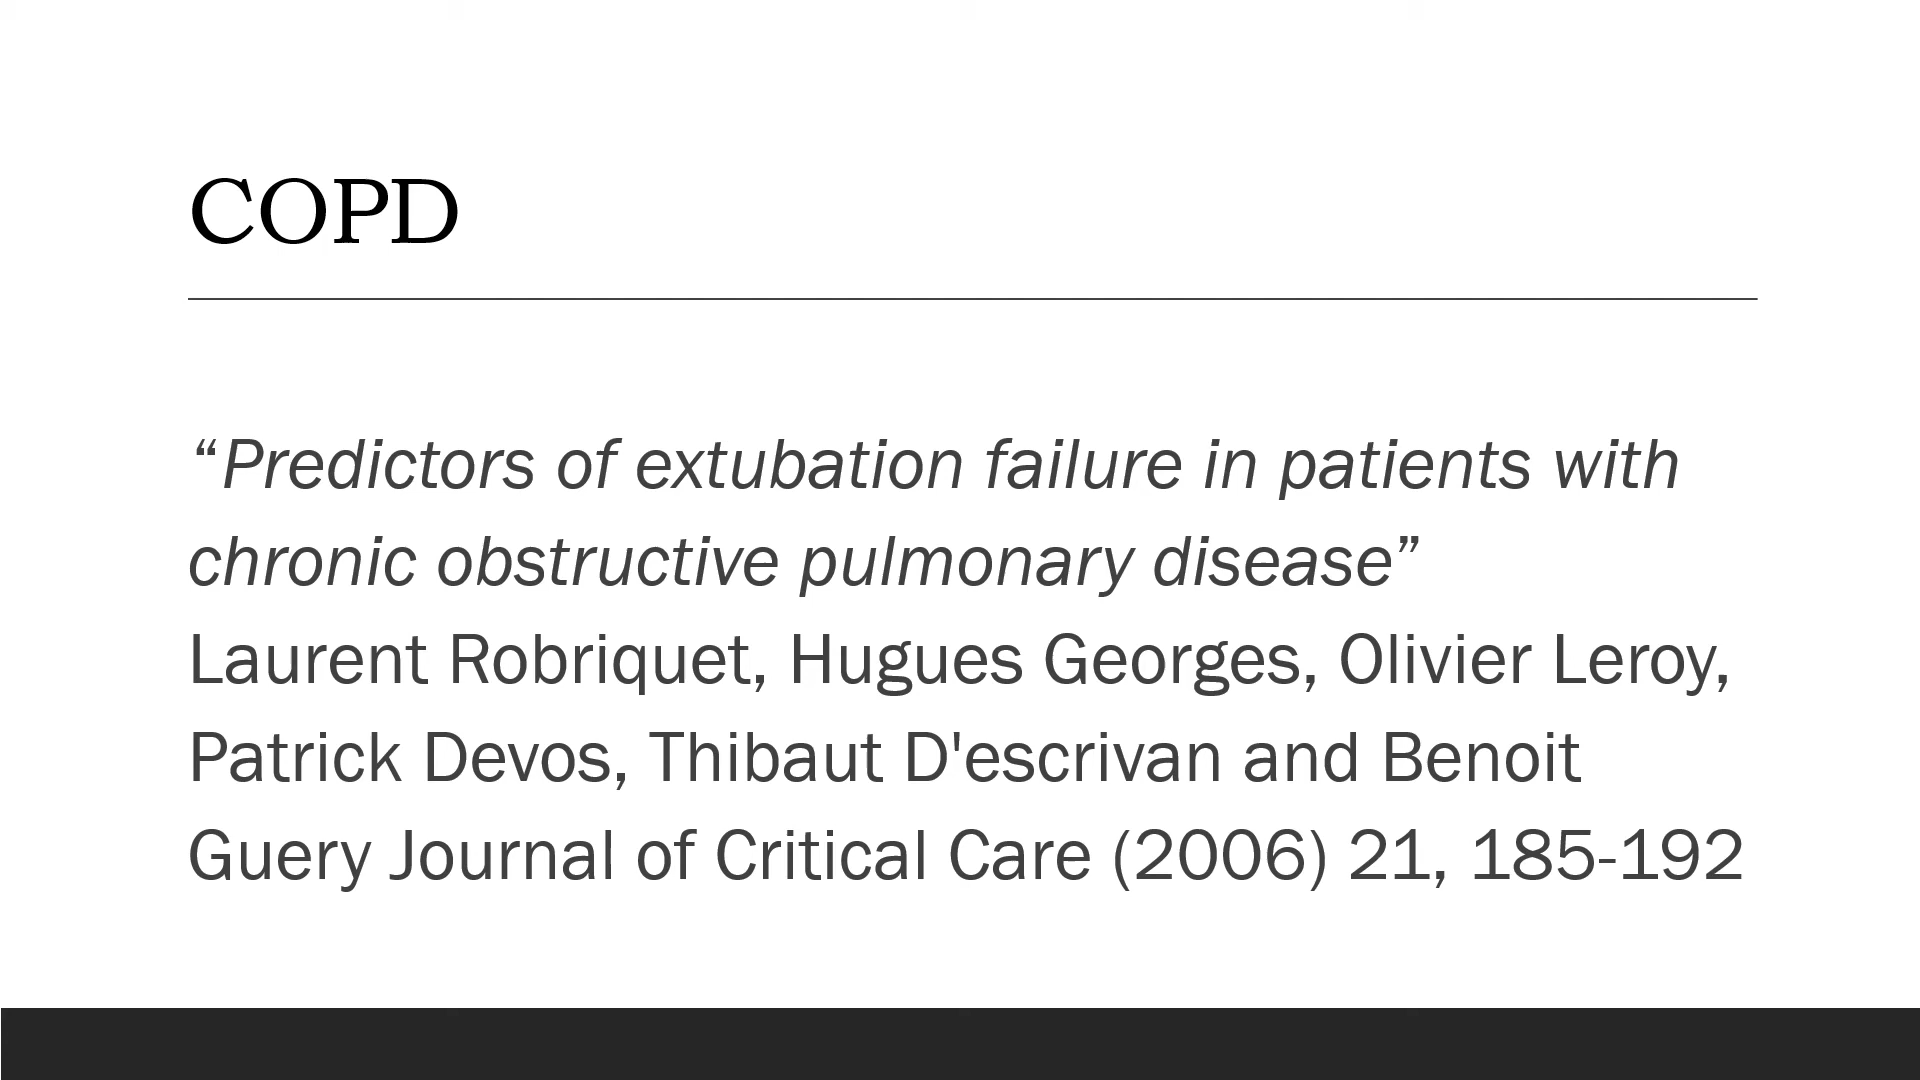 COPD
“Predictors of extubation failure in patients with
chronic obstructive pulmonary disease”
Laurent Robriquet, Hugues Georges, Olivier Leroy,
Patrick Devos, Thibaut D'escrivan and Benoit
Guery Journal of Critical Care (2006) 21, 185-192